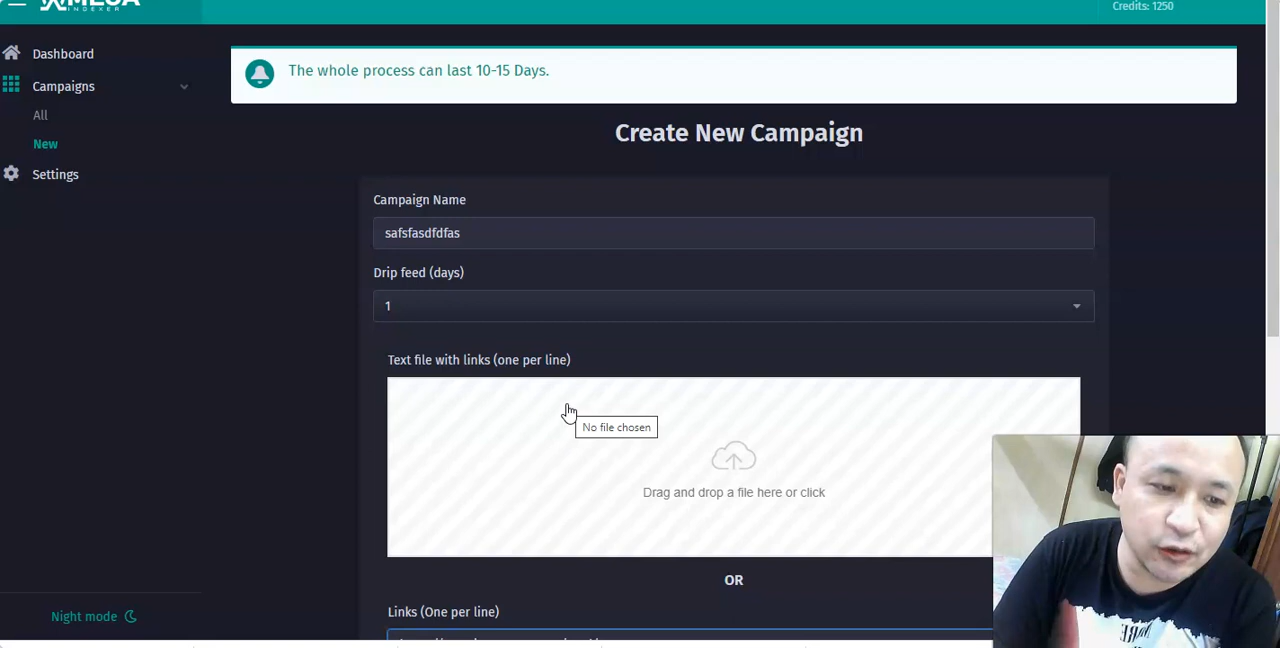 INDEXER
Credits: 1250
Dashboard
Campaigns
All
New
Settings
The whole process can last 10-15 Days.
Create New Campaign
Campaign Name
safsfasdfdfas
Drip feed (days)
1
Text file with links (one per line)
No file chosen
Drag and drop a file here or click
OR
Links (One per line)
Night mode